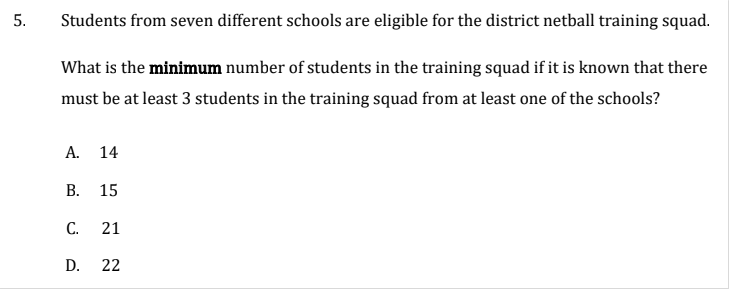 5. Students from seven different schools are eligible for the district netball training squad.
What is the minimum number of students in the training squad if it is known that there
must be at least 3 students in the training squad from at least one of the schools?
A. 14
B. 15
C. 21
D. 22